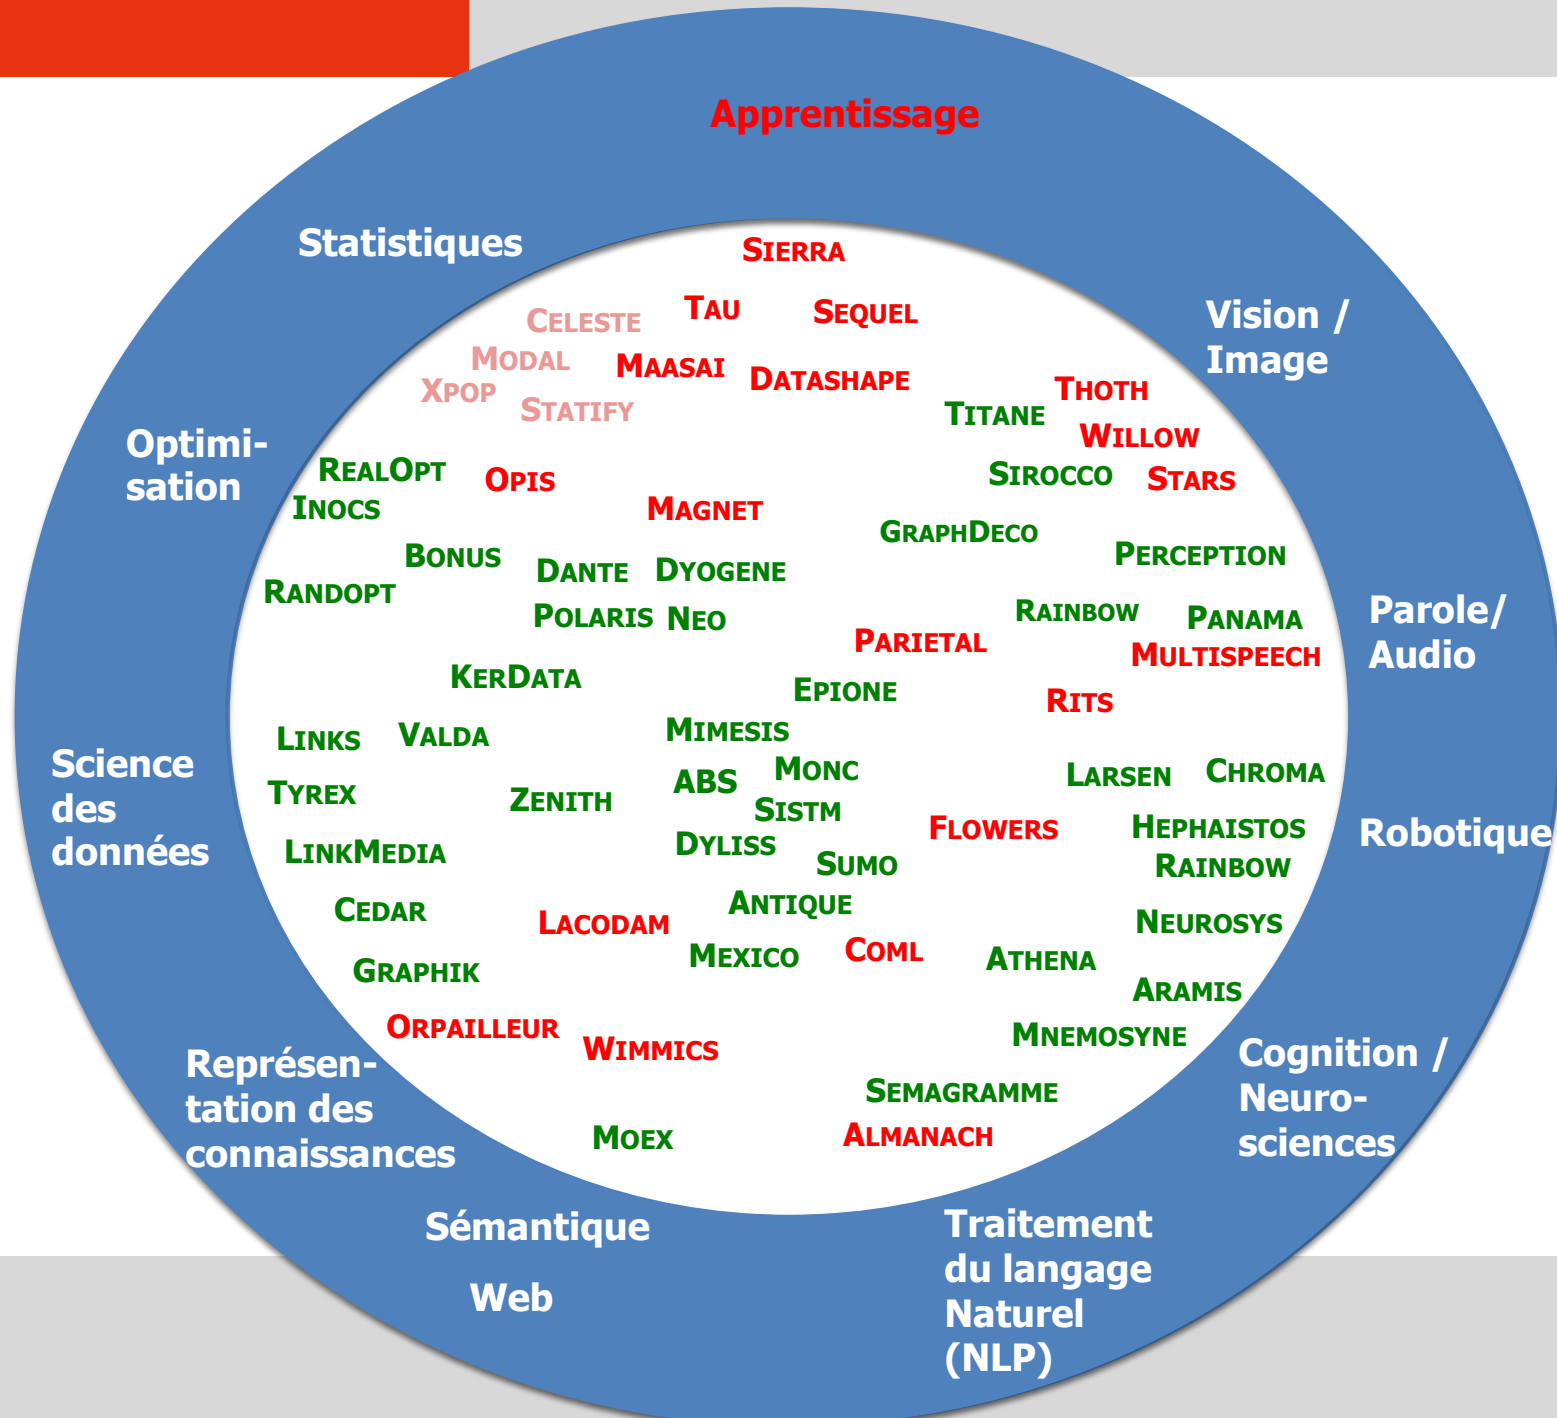 Apprentissage
Statistiques
Vision /
Image
Optimi-
sation
Parole/
Audio
Science
des
données
Robotique
Représen-
tation des
connaissances
Cognition /
Neuro-
sciences
Sémantique
Web
Traitement
du langage
Naturel
(NLP)
SIERRA
TAU
SEQUEL
CELESTE
MODAL
MAASAI
DATASHAPE
XPOP
STATIFY
THOTH
TITANE
WILLOW
REALOPT
OPIS
SIROCCO
STARS
INOCS
MAGNET
GRAPHDECO
BONUS
DANTE
DYOGENE
PERCEPTION
RANDOPT
POLARIS
NEO
RAINBOW
PANAMA
PARIETAL
MULTISPEECH
KERDATA
EPIONE
RITS
LINKS
VALDA
MIMESIS
MONC
LARSEN
CHROMA
TYREX
ZENITH
ABS
SISTM
FLOWERS
HEPHAISTOS
LINKMEDIA
DYLISS
SUMO
RAINBOW
CEDAR
LACODAM
ANTIQUE
NEUROSYS
GRAPHIK
MEXICO
COML
ATHENA
ARAMIS
ORPAILLEUR
WIMMICS
MNEMOSYNE
SEMAGRAMME
MOEX
ALMANACH